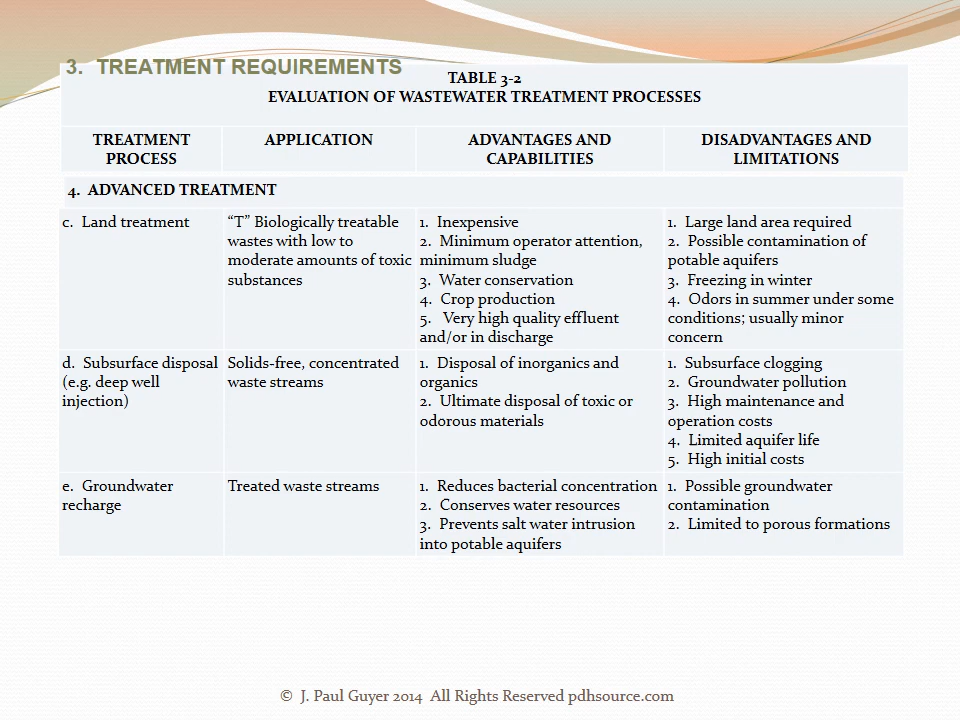 3.  TREATMENT REQUIREMENTS
TABLE 3-2
EVALUATION OF WASTEWATER TREATMENT PROCESSES
TREATMENT
PROCESS
APPLICATION
ADVANTAGES AND
CAPABILITIES
DISADVANTAGES AND
LIMITATIONS
4.  ADVANCED TREATMENT
c.  Land treatment
“T” Biologically treatable
wastes with low to
moderate amounts of toxic
substances
1.  Inexpensive
2.  Minimum operator attention,
minimum sludge
3.  Water conservation
4.  Crop production
5.  Very high quality effluent
and/or in discharge
1.  Large land area required
2.  Possible contamination of
potable aquifers
3.  Freezing in winter
4.  Odors in summer under some
conditions; usually minor
concern
d.  Subsurface disposal
(e.g. deep well
injection)
Solids-free, concentrated
waste streams
1.  Disposal of inorganics and
organics
2.  Ultimate disposal of toxic or
odorous materials
1.  Subsurface clogging
2.  Groundwater pollution
3.  High maintenance and
operation costs
4.  Limited aquifer life
5.  High initial costs
e.  Groundwater
recharge
Treated waste streams
1.  Reduces bacterial concentration
2.  Conserves water resources
3.  Prevents salt water intrusion
into potable aquifers
1.  Possible groundwater
contamination
2.  Limited to porous formations
©  J. Paul Guyer 2014  All Rights Reserved pdhsource.com